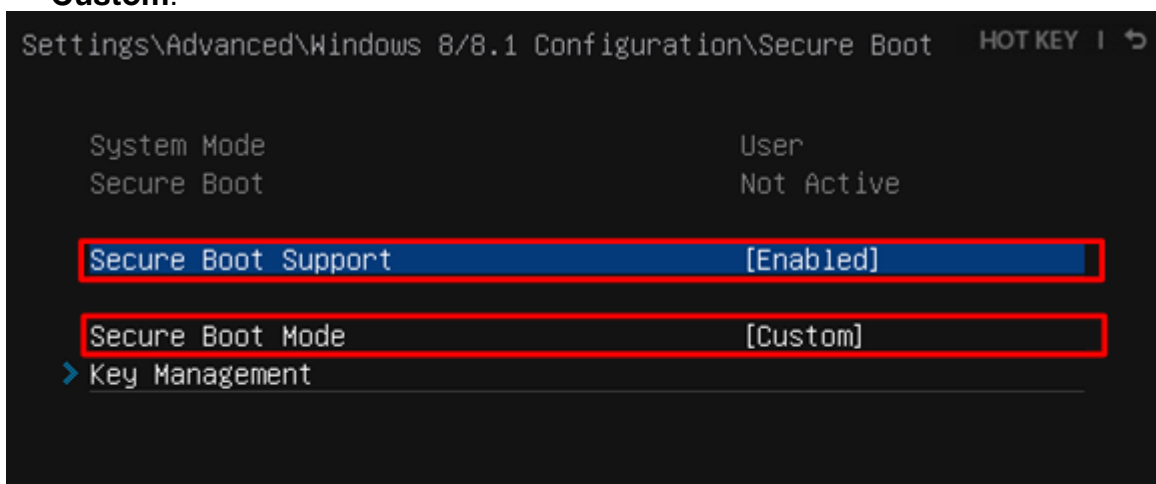 Custom.
Settings\Advanced\Windows 8/8.1 Configuration\Secure Boot HOT KEY |
System Mode User
Secure Boot Not Active
Secure Boot Support [Enabled]
Secure Boot Mode [Custom]
Key Management